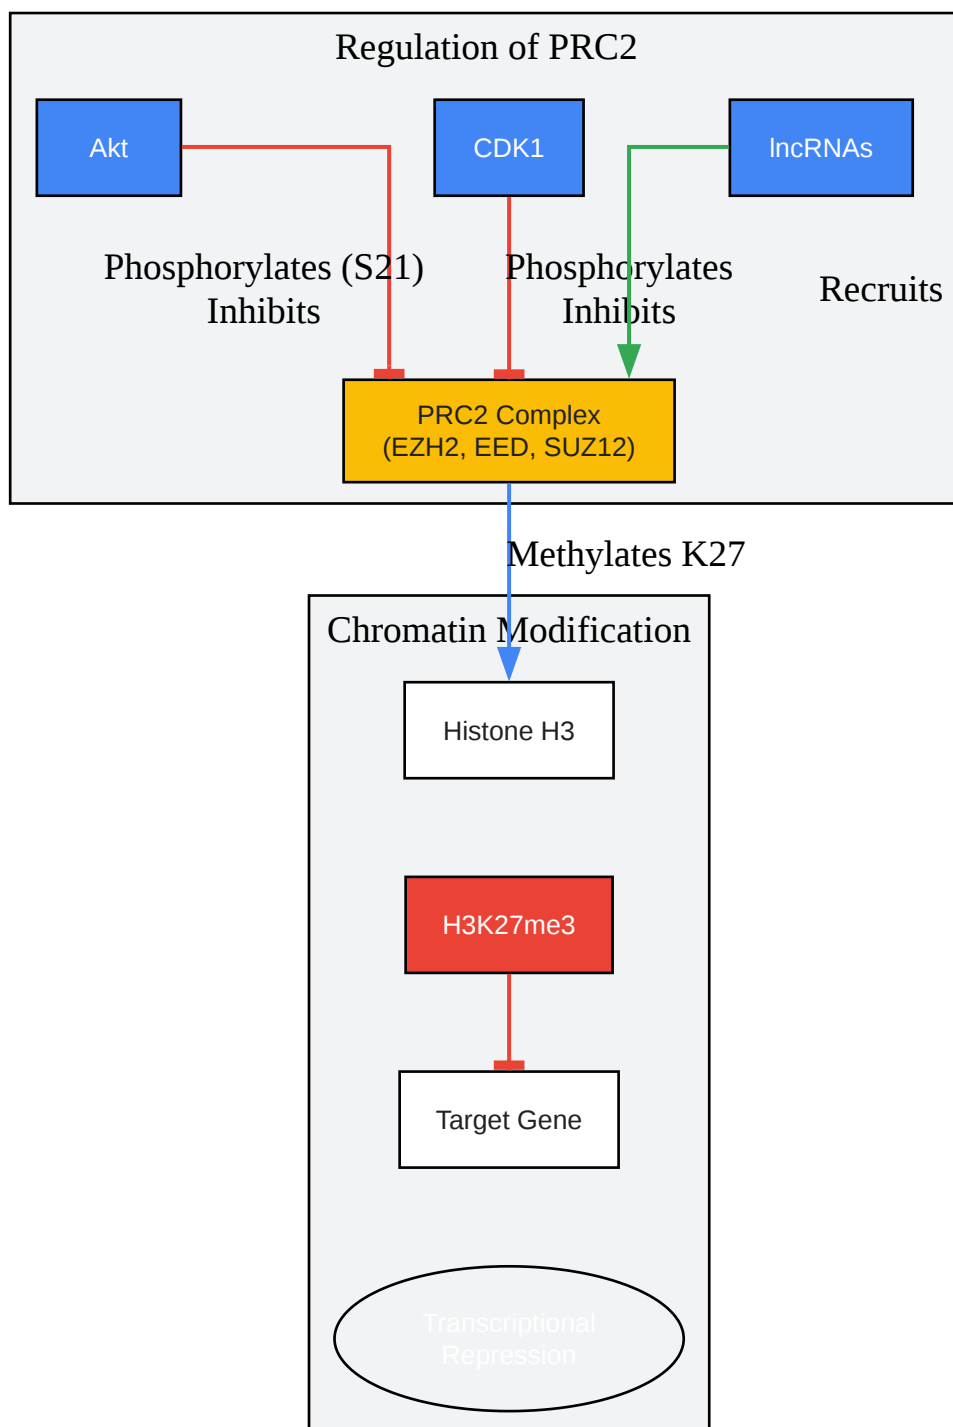 Regulation of PRC2
Akt
CDK1
lncRNAs
Phosphorylates (S21)
Inhibits
Phosphorylates
Inhibits
Recruits
PRC2 Complex
(EZH2, EED, SUZ12)
Methylates K27
Chromatin Modification
Histone H3
H3K27me3
Target Gene
Transcriptional
Repression